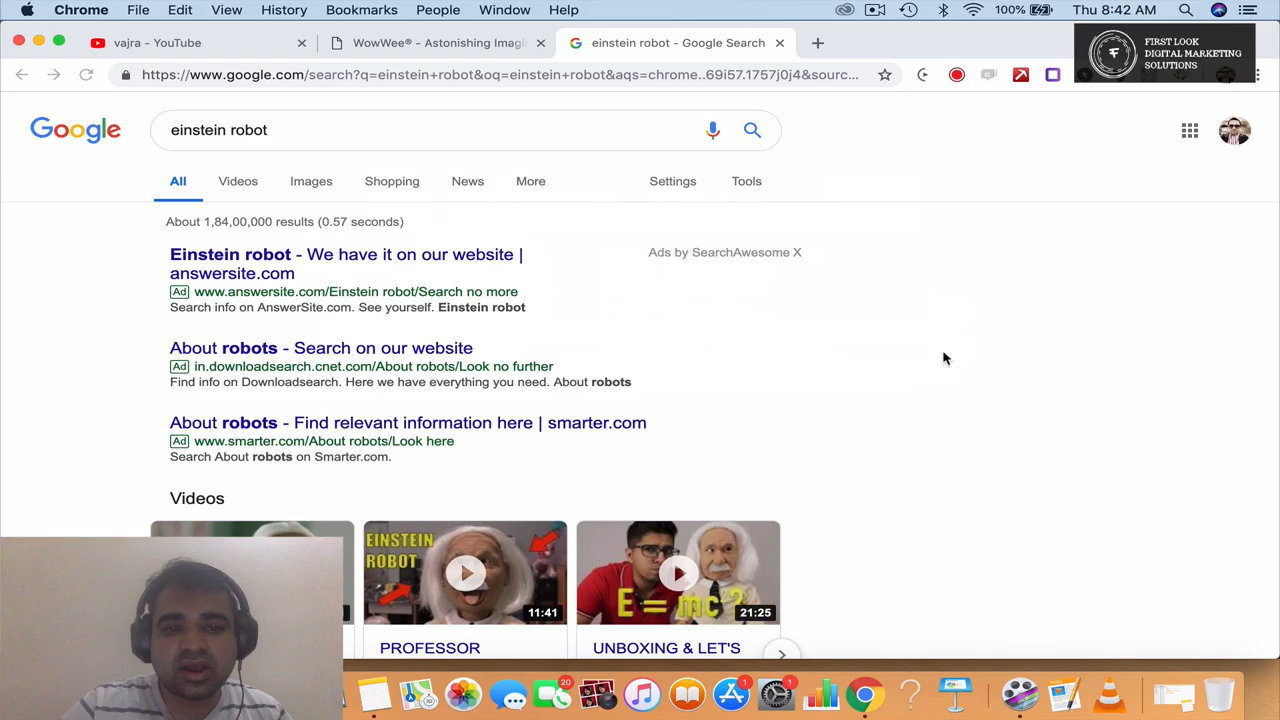 Chrome File Edit View History Bookmarks People Window Help 100% Thu 8:42 AM
vajra - YouTube
WowWee® - Astonishing Imagi
einstein robot - Google Search
FIRST LOOK
DIGITAL MARKETING
SOLUTIONS
https://www.google.com/search?q=einstein+robot&oq=einstein+robot&aqs=chrome..69i57.1757j0j4&sourc...
Google
einstein robot
All Videos Images Shopping News More Settings Tools
About 1,84,00,000 results (0.57 seconds)
Einstein robot - We have it on our website |
answersite.com
Ads by SearchAwesome X
Ad www.answersite.com/Einstein robot/Search no more
Search info on AnswerSite.com. See yourself. Einstein robot
About robots - Search on our website
Ad in.downloadsearch.cnet.com/About robots/Look no further
Find info on Downloadsearch. Here we have everything you need. About robots
About robots - Find relevant information here | smarter.com
Ad www.smarter.com/About robots/Look here
Search About robots on Smarter.com.
Videos
EINSTEIN
ROBOT
11:41
E = mc²?
21:25
PROFESSOR
UNBOXING & LET'S
20
1
1